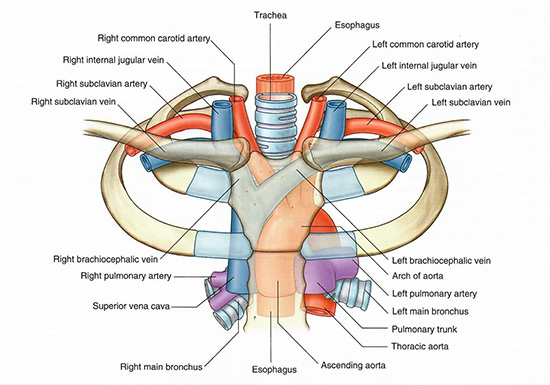 Trachea
Esophagus
Right common carotid artery
Left common carotid artery
Right internal jugular vein
Left internal jugular vein
Right subclavian artery
Left subclavian artery
Right subclavian vein
Left subclavian vein
Right brachiocephalic vein
Left brachiocephalic vein
Right pulmonary artery
Arch of aorta
Superior vena cava
Left pulmonary artery
Left main bronchus
Pulmonary trunk
Thoracic aorta
Right main bronchus
Esophagus
Ascending aorta